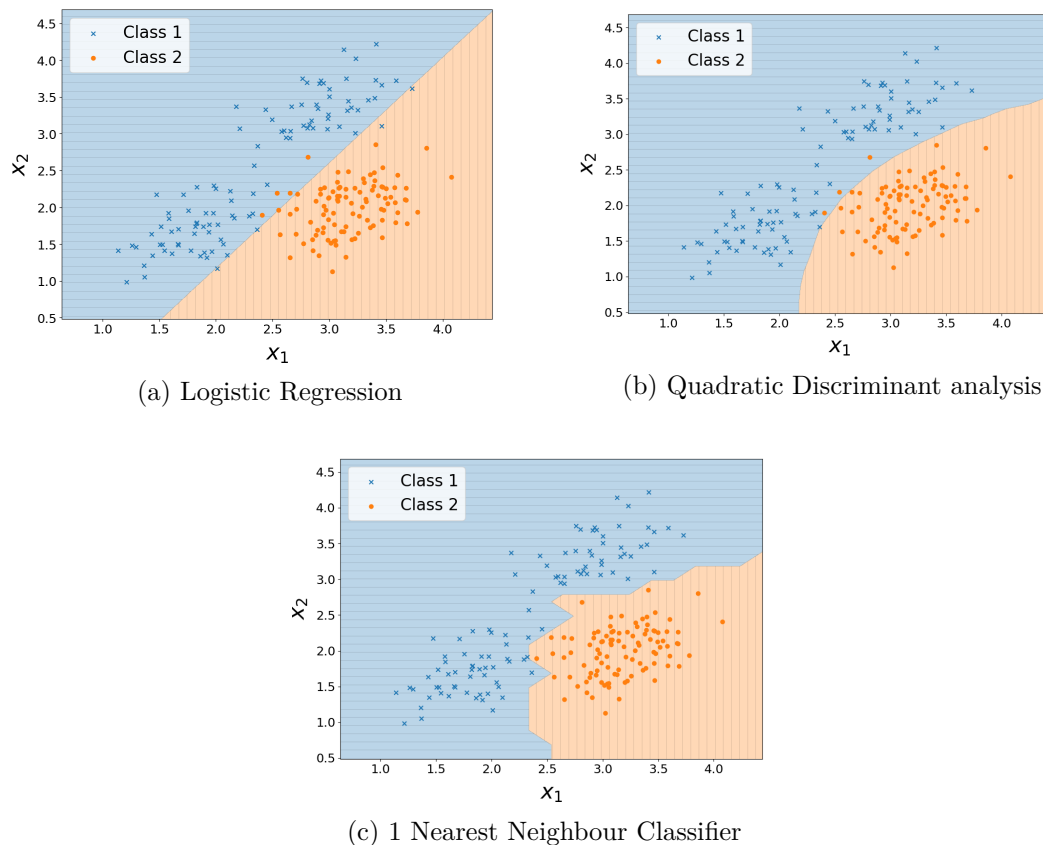 4.5
4.0
3.5
3.0
2.5
2.0
1.5
1.0
0.5
x2
Class 1
Class 2
1.0 1.5 2.0 2.5 3.0 3.5 4.0
x1
(a) Logistic Regression
4.5
4.0
3.5
3.0
2.5
2.0
1.5
1.0
0.5
x2
Class 1
Class 2
1.0 1.5 2.0 2.5 3.0 3.5 4.0
x1
(b) Quadratic Discriminant analysis
4.5
4.0
3.5
3.0
2.5
2.0
1.5
1.0
0.5
x2
Class 1
Class 2
1.0 1.5 2.0 2.5 3.0 3.5 4.0
x1
(c) 1 Nearest Neighbour Classifier